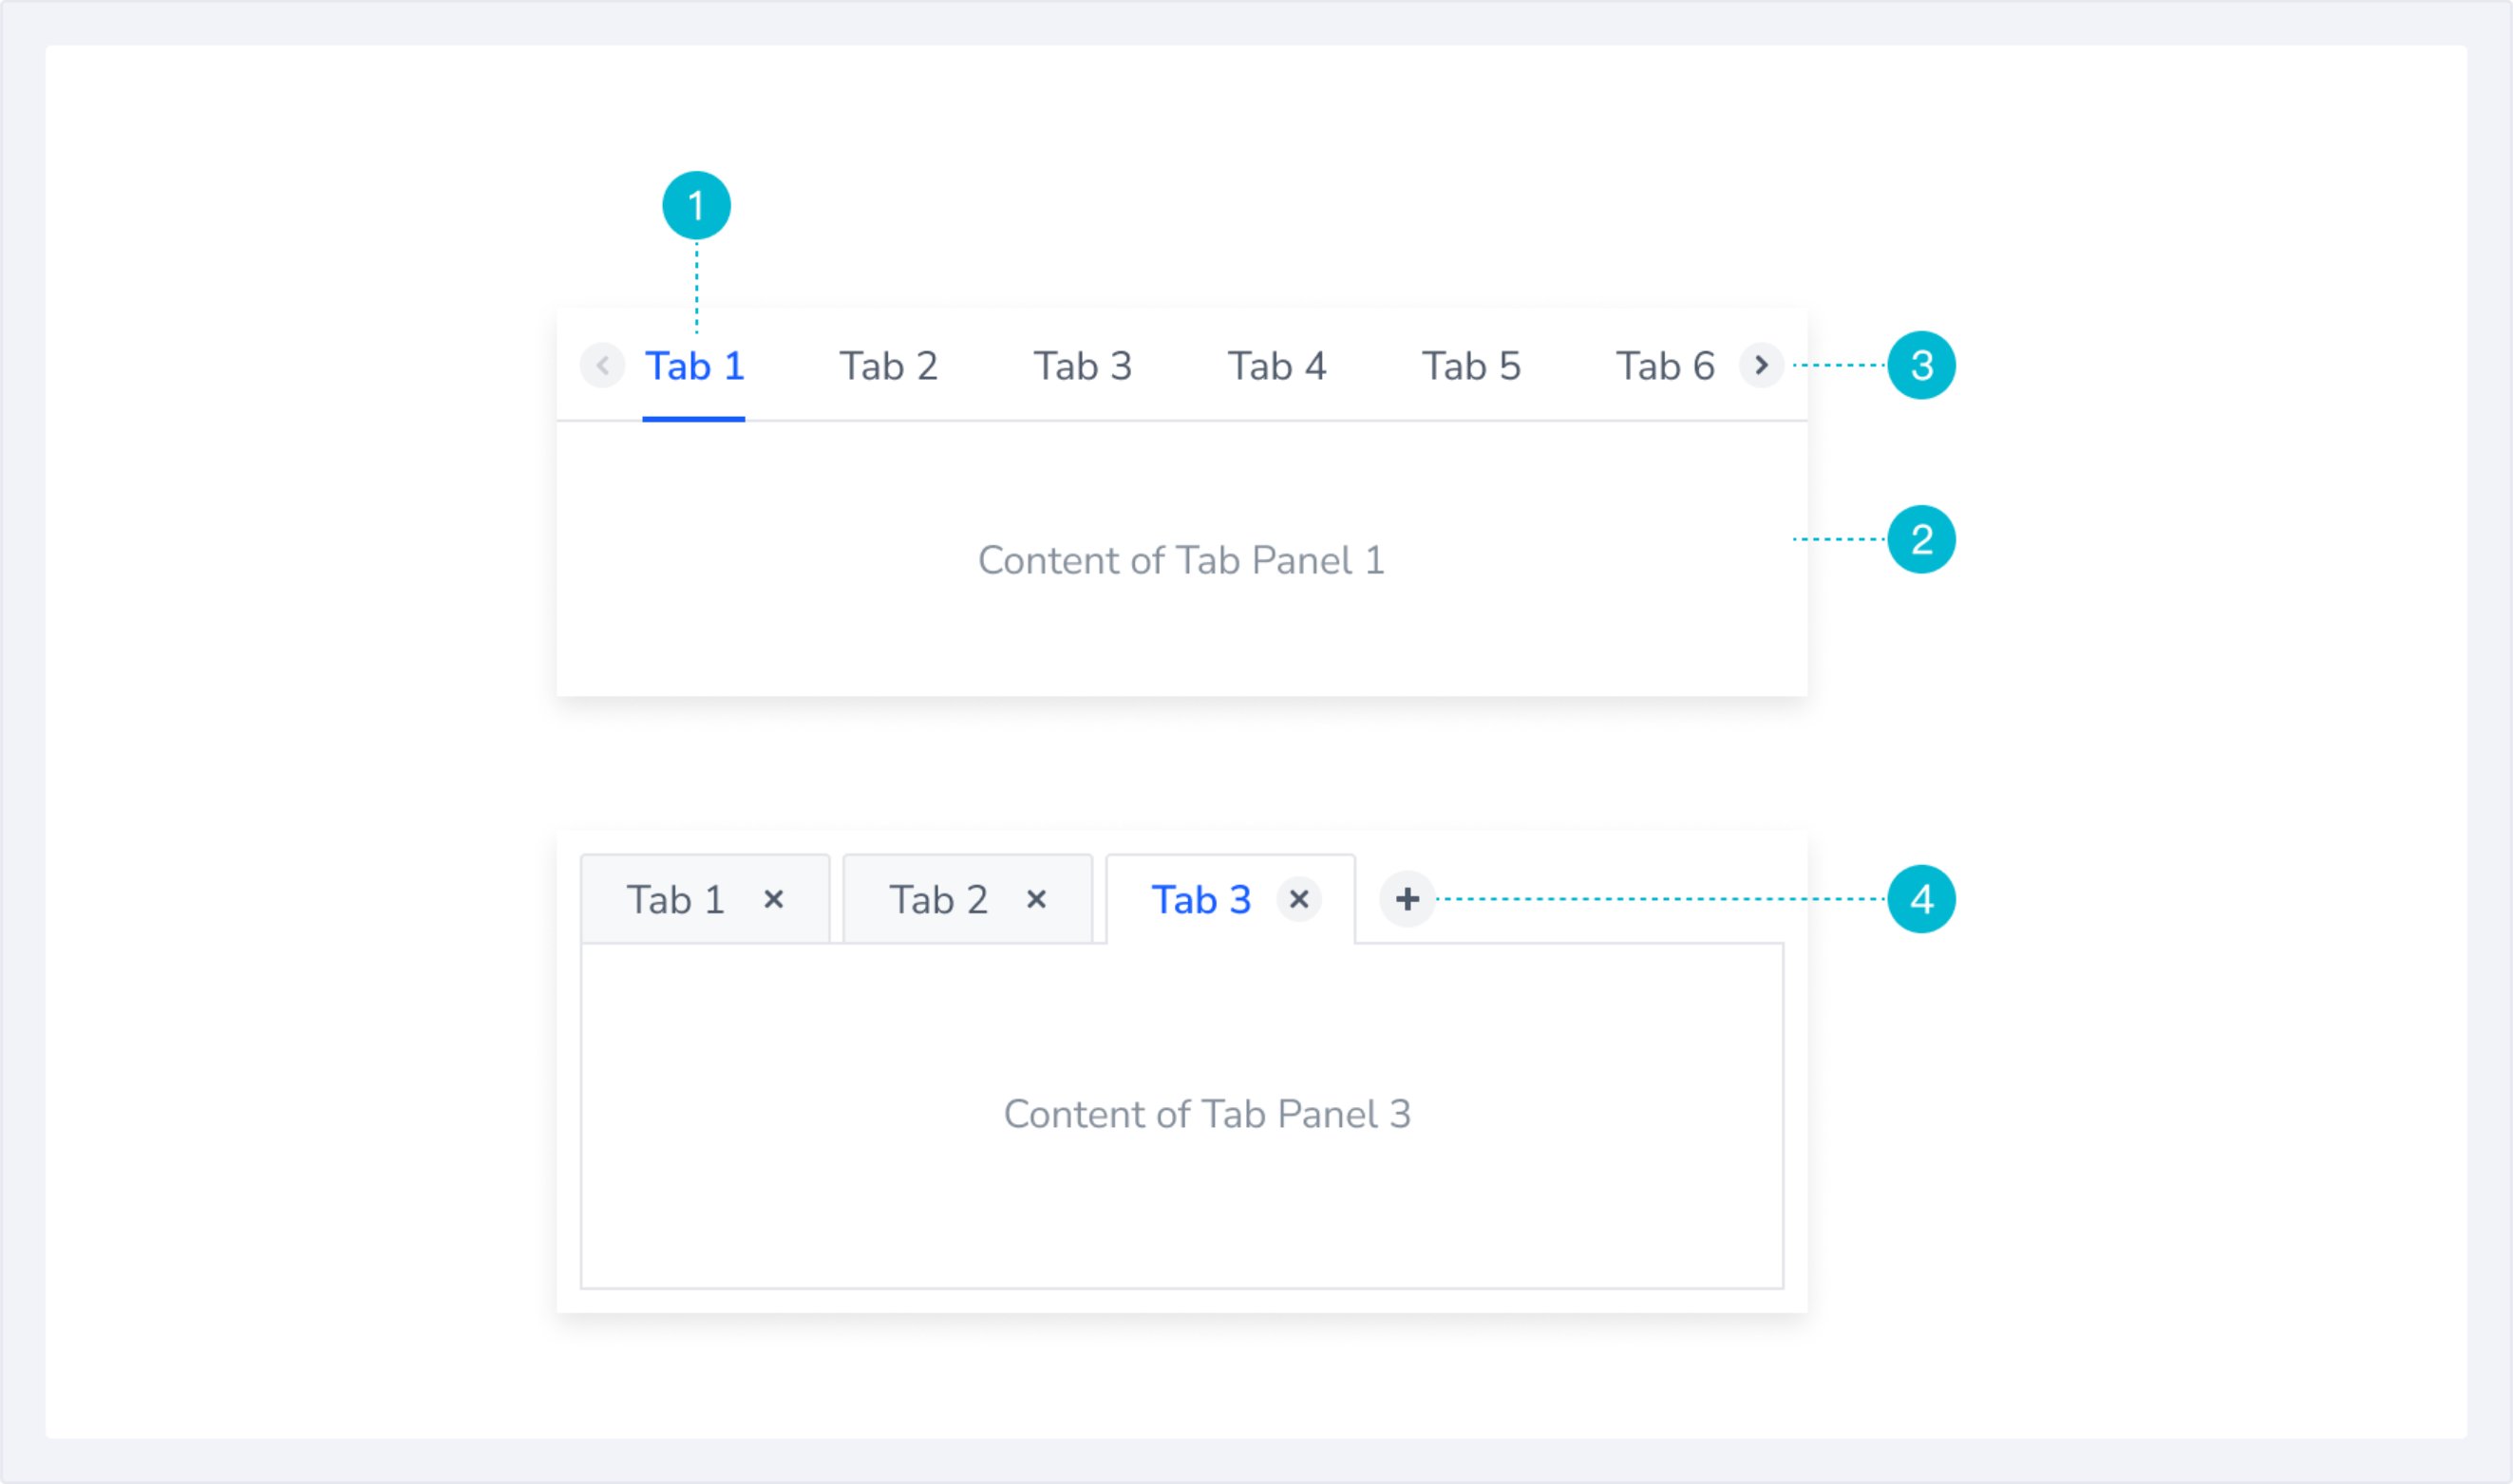 1
Tab 1 Tab 2 Tab 3 Tab 4 Tab 5 Tab 6 3
2
Content of Tab Panel 1
Tab 1 Tab 2 Tab 3 4
Content of Tab Panel 3